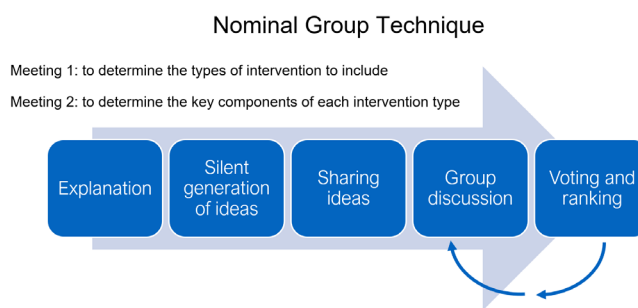 Nominal Group Technique
Meeting 1: to determine the types of intervention to include
Meeting 2: to determine the key components of each intervention type
Explanation
Silent
generation
of ideas
Sharing
ideas
Group
discussion
Voting and
ranking